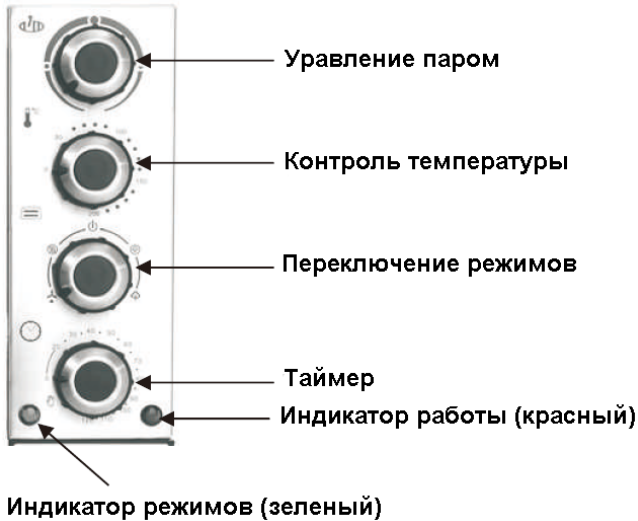 Уравление паром
Контроль температуры
Переключение режимов
Таймер
Индикатор работы (красный)
Индикатор режимов (зеленый)